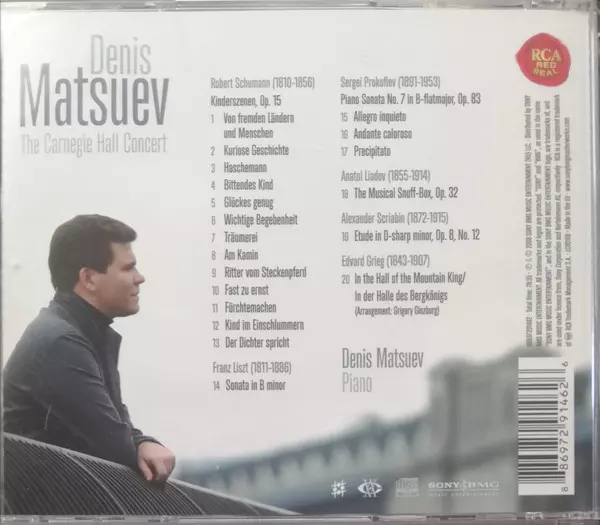 Denis
Matsuev
The Carnegie Hall Concert
Robert Schumann (1810-1856)
Kinderszenen, Op. 15
1 Von fremden Ländern
und Menschen
2 Kuriose Geschichte
3 Haschemann
4 Bittendes Kind
5 Glückes genug
6 Wichtige Begebenheit
7 Träumerei
8 Am Kamin
9 Ritter vom Steckenpferd
10 Fast zu ernst
11 Fürchtemachen
12 Kind im Einschlummern
13 Der Dichter spricht
Franz Liszt (1811-1886)
14 Sonata in B minor
Sergei Prokofiev (1891-1953)
Piano Sonata No. 7 in B-flatmajor, Op. 83
15 Allegro inquieto
16 Andante caloroso
17 Precipitato
Anatol Liadov (1855-1914)
18 The Musical Snuff-Box, Op. 32
Alexander Scriabin (1872-1915)
19 Etude in D-sharp minor, Op. 8, No. 12
Edvard Grieg (1843-1907)
20 In the Hall of the Mountain King/
In der Halle des Bergkönigs
(Arrangement: Grigory Ginzburg)
Denis Matsuev
Piano
RCA
RED
SEAL
SONY BMG
MUSIC ENTERTAINMENT
8 86972 91462 6